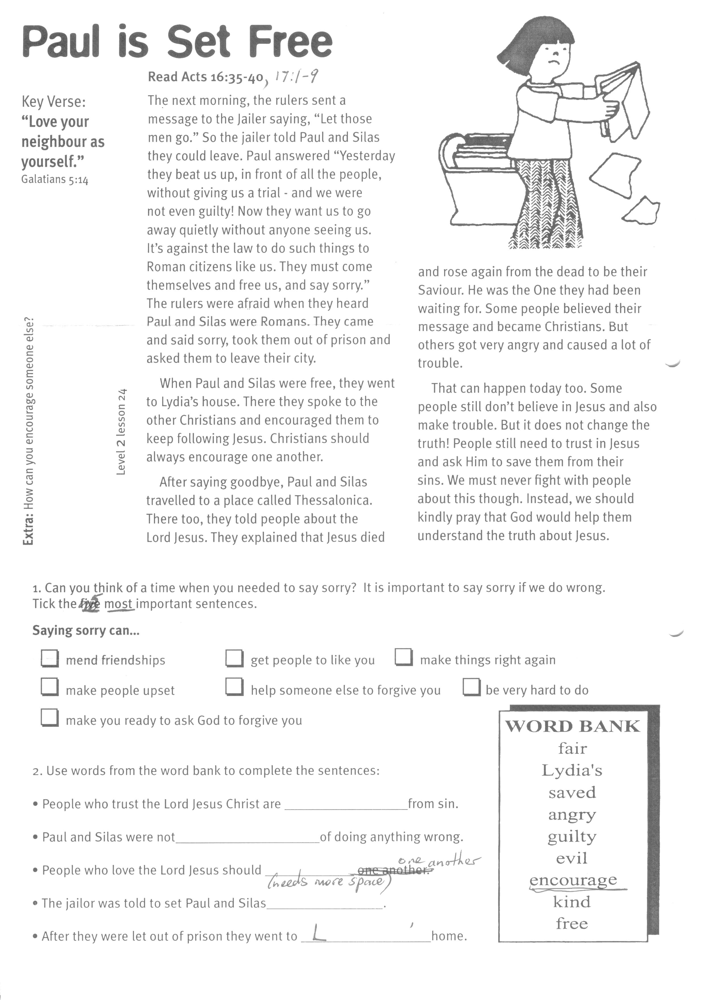 Paul is Set Free
Read Acts 16:35-40, 17:1-9
Key Verse:
“Love your
neighbour as
yourself.”
Galatians 5:14
Extra: How can you encourage someone else?
Level 2 lesson 24
The next morning, the rulers sent a
message to the Jailer saying, “Let those
men go.” So the jailer told Paul and Silas
they could leave. Paul answered “Yesterday
they beat us up, in front of all the people,
without giving us a trial - and we were
not even guilty! Now they want us to go
away quietly without anyone seeing us.
It’s against the law to do such things to
Roman citizens like us. They must come
themselves and free us, and say sorry.”
The rulers were afraid when they heard
Paul and Silas were Romans. They came
and said sorry, took them out of prison and
asked them to leave their city.
When Paul and Silas were free, they went
to Lydia’s house. There they spoke to the
other Christians and encouraged them to
keep following Jesus. Christians should
always encourage one another.
After saying goodbye, Paul and Silas
travelled to a place called Thessalonica.
There too, they told people about the
Lord Jesus. They explained that Jesus died
and rose again from the dead to be their
Saviour. He was the One they had been
waiting for. Some people believed their
message and became Christians. But
others got very angry and caused a lot of
trouble.
That can happen today too. Some
people still don’t believe in Jesus and also
make trouble. But it does not change the
truth! People still need to trust in Jesus
and ask Him to save them from their
sins. We must never fight with people
about this though. Instead, we should
kindly pray that God would help them
understand the truth about Jesus.
1. Can you think of a time when you needed to say sorry? It is important to say sorry if we do wrong.
Tick the five most important sentences.
Saying sorry can...
mend friendships
get people to like you
make things right again
make people upset
help someone else to forgive you
be very hard to do
make you ready to ask God to forgive you
2. Use words from the word bank to complete the sentences:
• People who trust the Lord Jesus Christ are ____ from sin.
• Paul and Silas were not ____ of doing anything wrong.
one another
• People who love the Lord Jesus should ____ one another.
(needs more space)
• The jailor was told to set Paul and Silas ____.
• After they were let out of prison they went to L ' home.
WORD BANK
fair
Lydia's
saved
angry
guilty
evil
encourage
kind
free